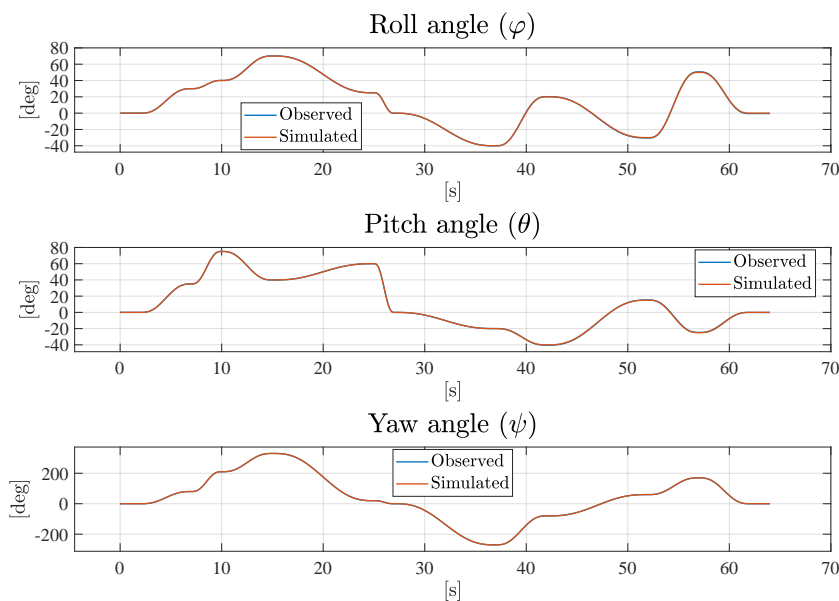 Roll angle (φ)
80
60
40
20
0
-20
-40
[deg]
Observed
Simulated
0 10 20 30 40 50 60 70
[s]
Pitch angle (θ)
80
60
40
20
0
-20
-40
[deg]
Observed
Simulated
0 10 20 30 40 50 60 70
[s]
Yaw angle (ψ)
200
0
-200
[deg]
Observed
Simulated
0 10 20 30 40 50 60 70
[s]